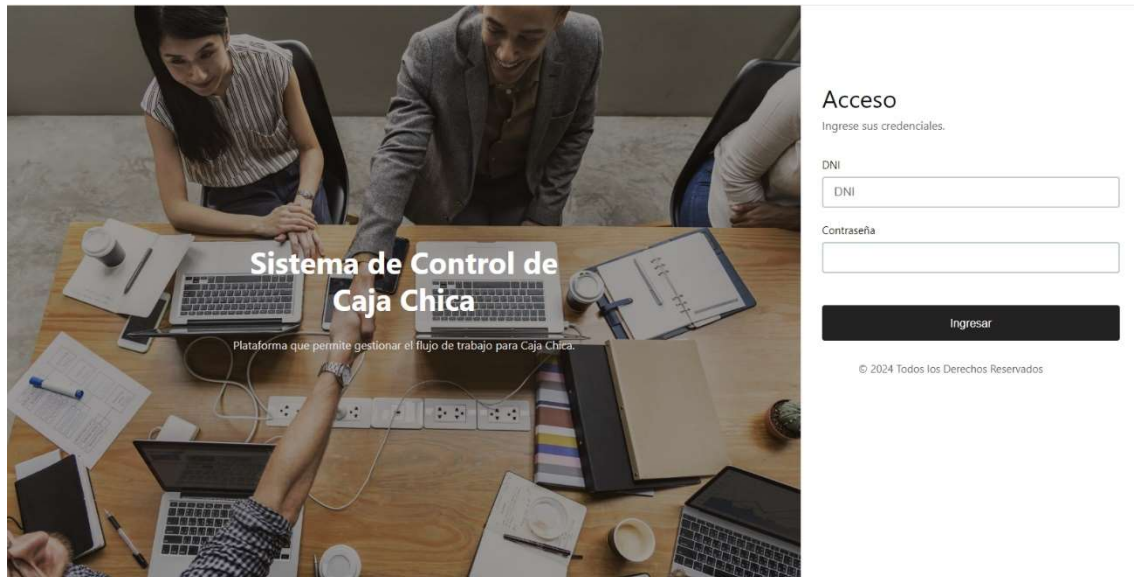 Sistema de Control de
Caja Chica
Plataforma que permite gestionar el flujo de trabajo para Caja Chica.
Acceso
Ingrese sus credenciales.
DNI
DNI
Contraseña
Ingresar
© 2024 Todos los Derechos Reservados